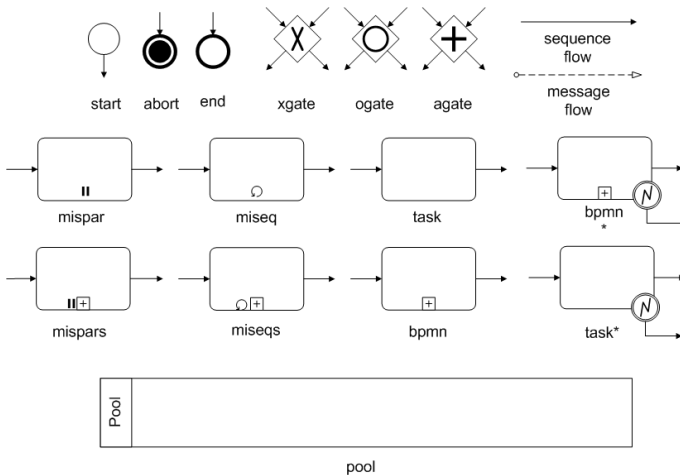 X
sequence
flow
message
flow
start
abort
end
xgate
ogate
agate
mispar
miseq
task
bpmn
*
mispars
miseqs
bpmn
task*
Pool
pool